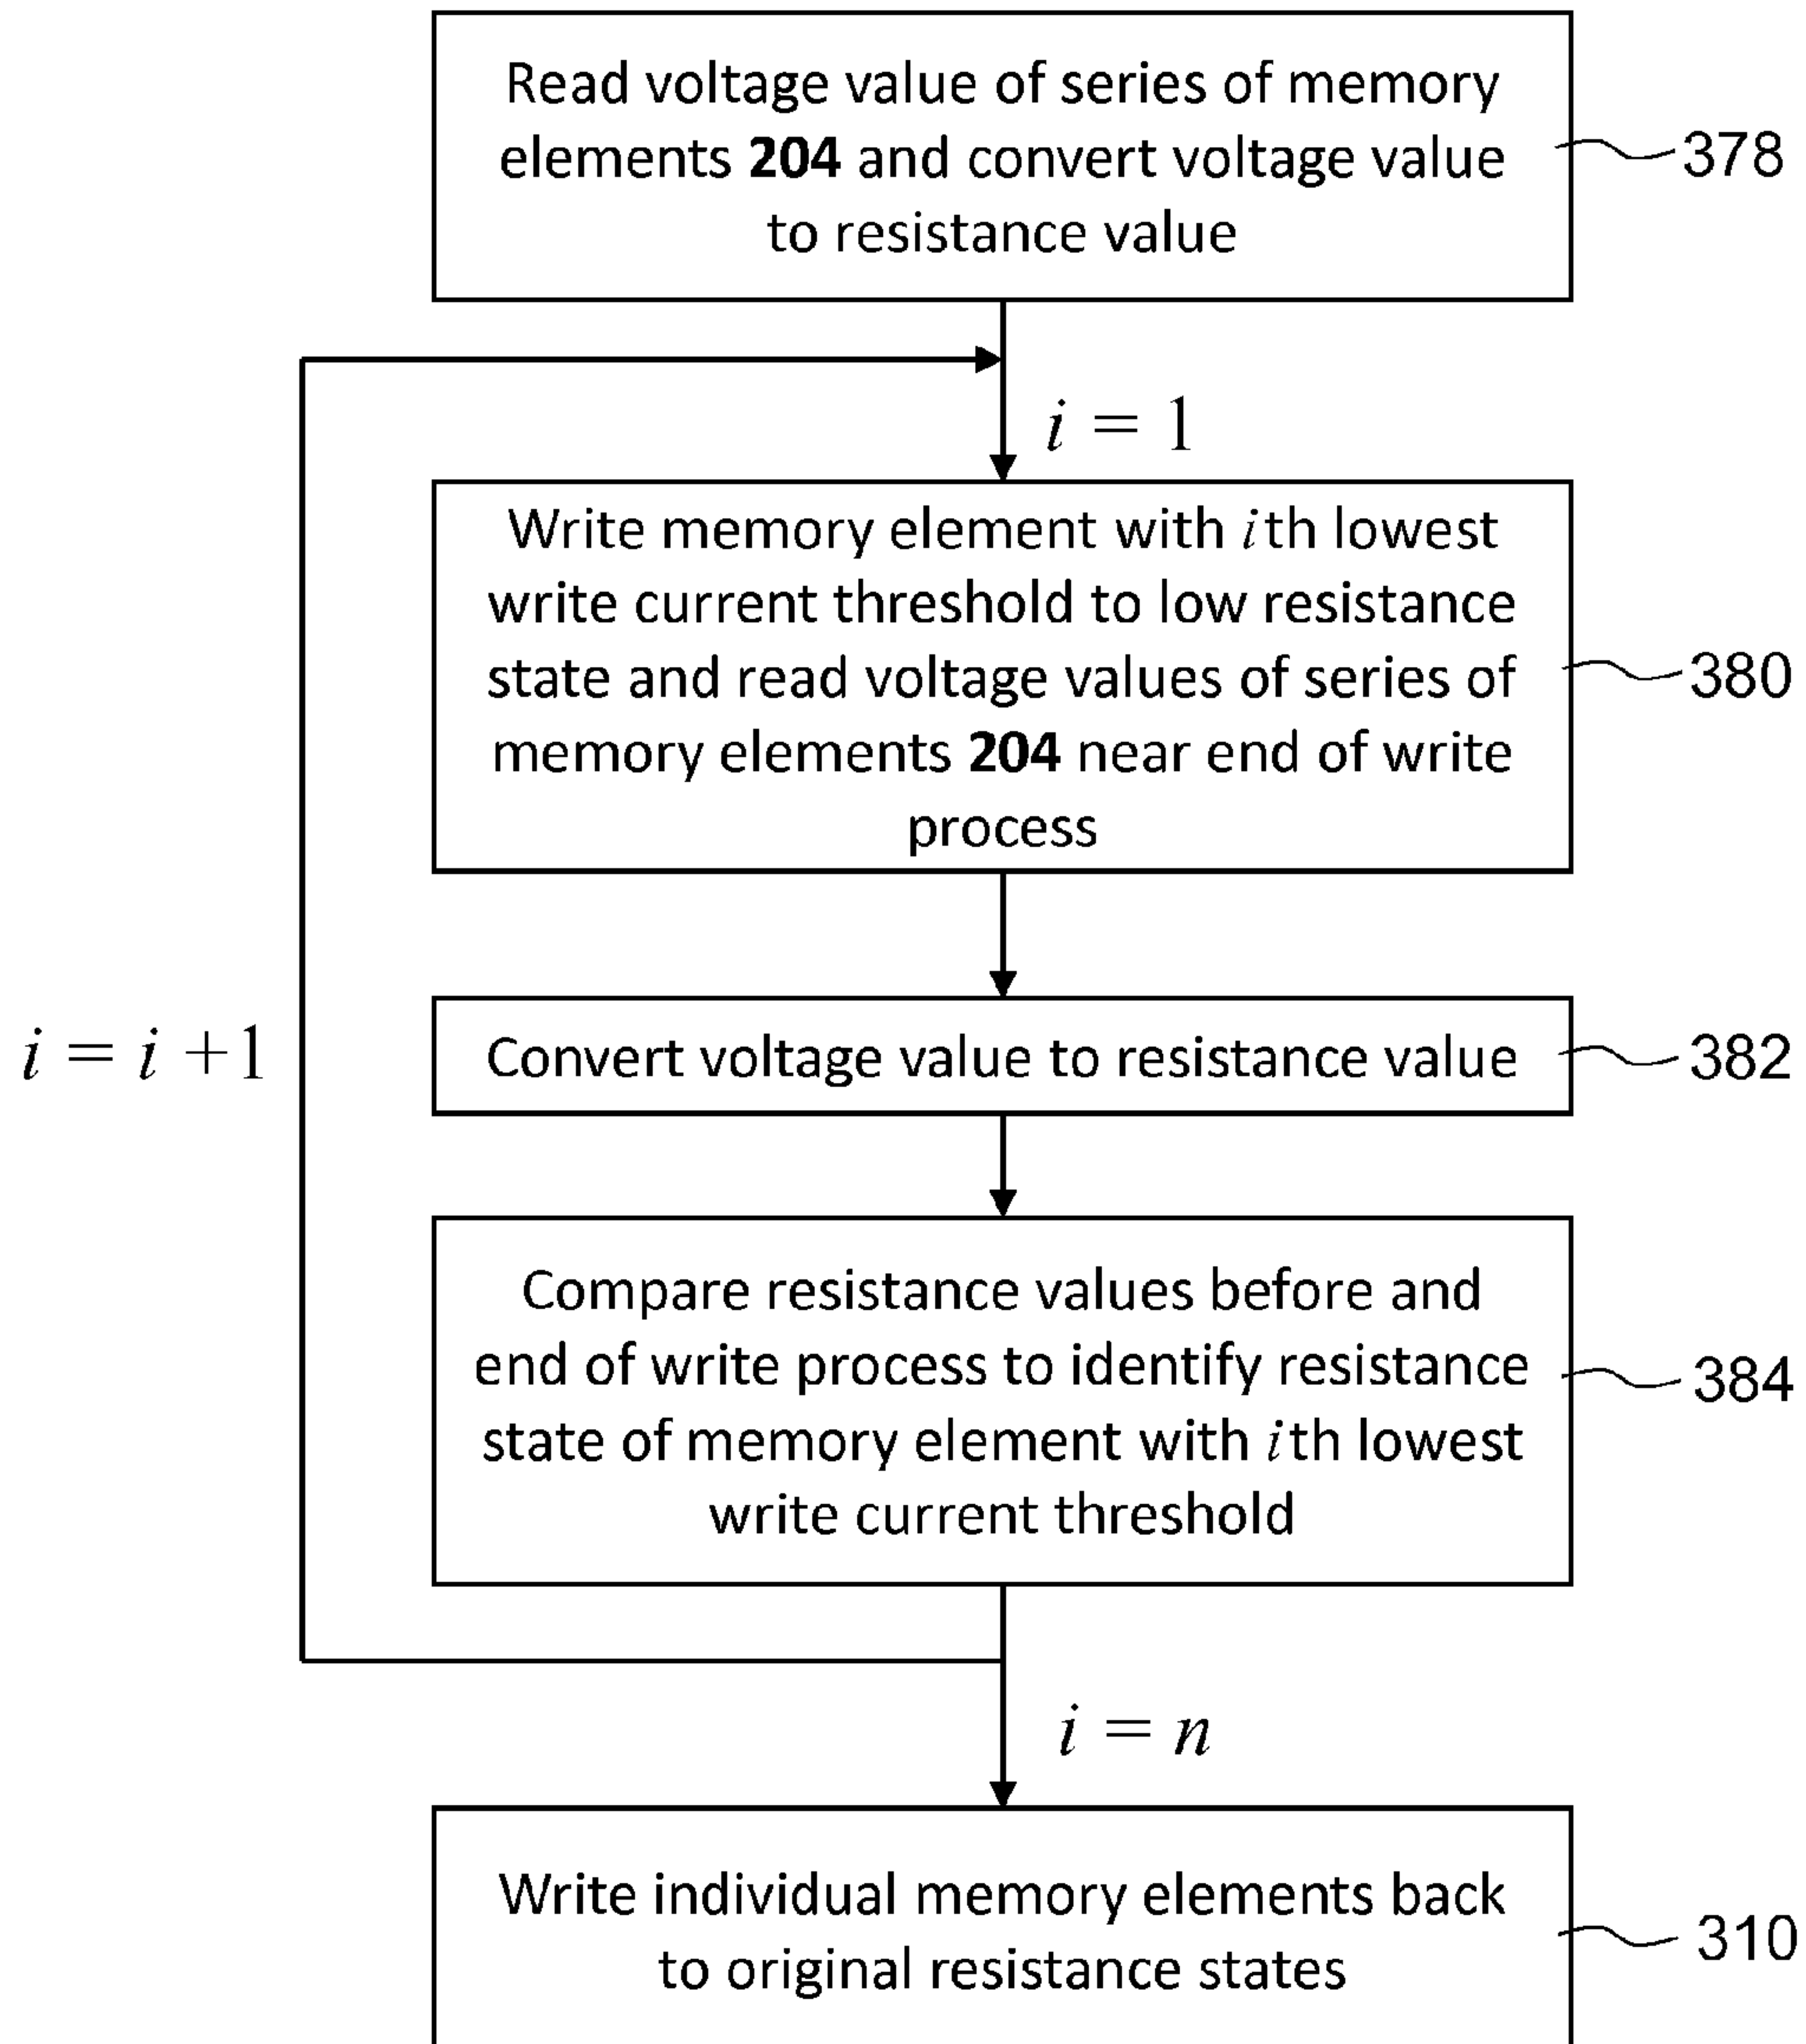 Read voltage value of series of memory
elements 204 and convert voltage value
to resistance value
378
i = 1
Write memory element with ith lowest
write current threshold to low resistance
state and read voltage values of series of
memory elements 204 near end of write
process
380
i = i +1
Convert voltage value to resistance value
382
Compare resistance values before and
end of write process to identify resistance
state of memory element with ith lowest
write current threshold
384
i = n
Write individual memory elements back
to original resistance states
310